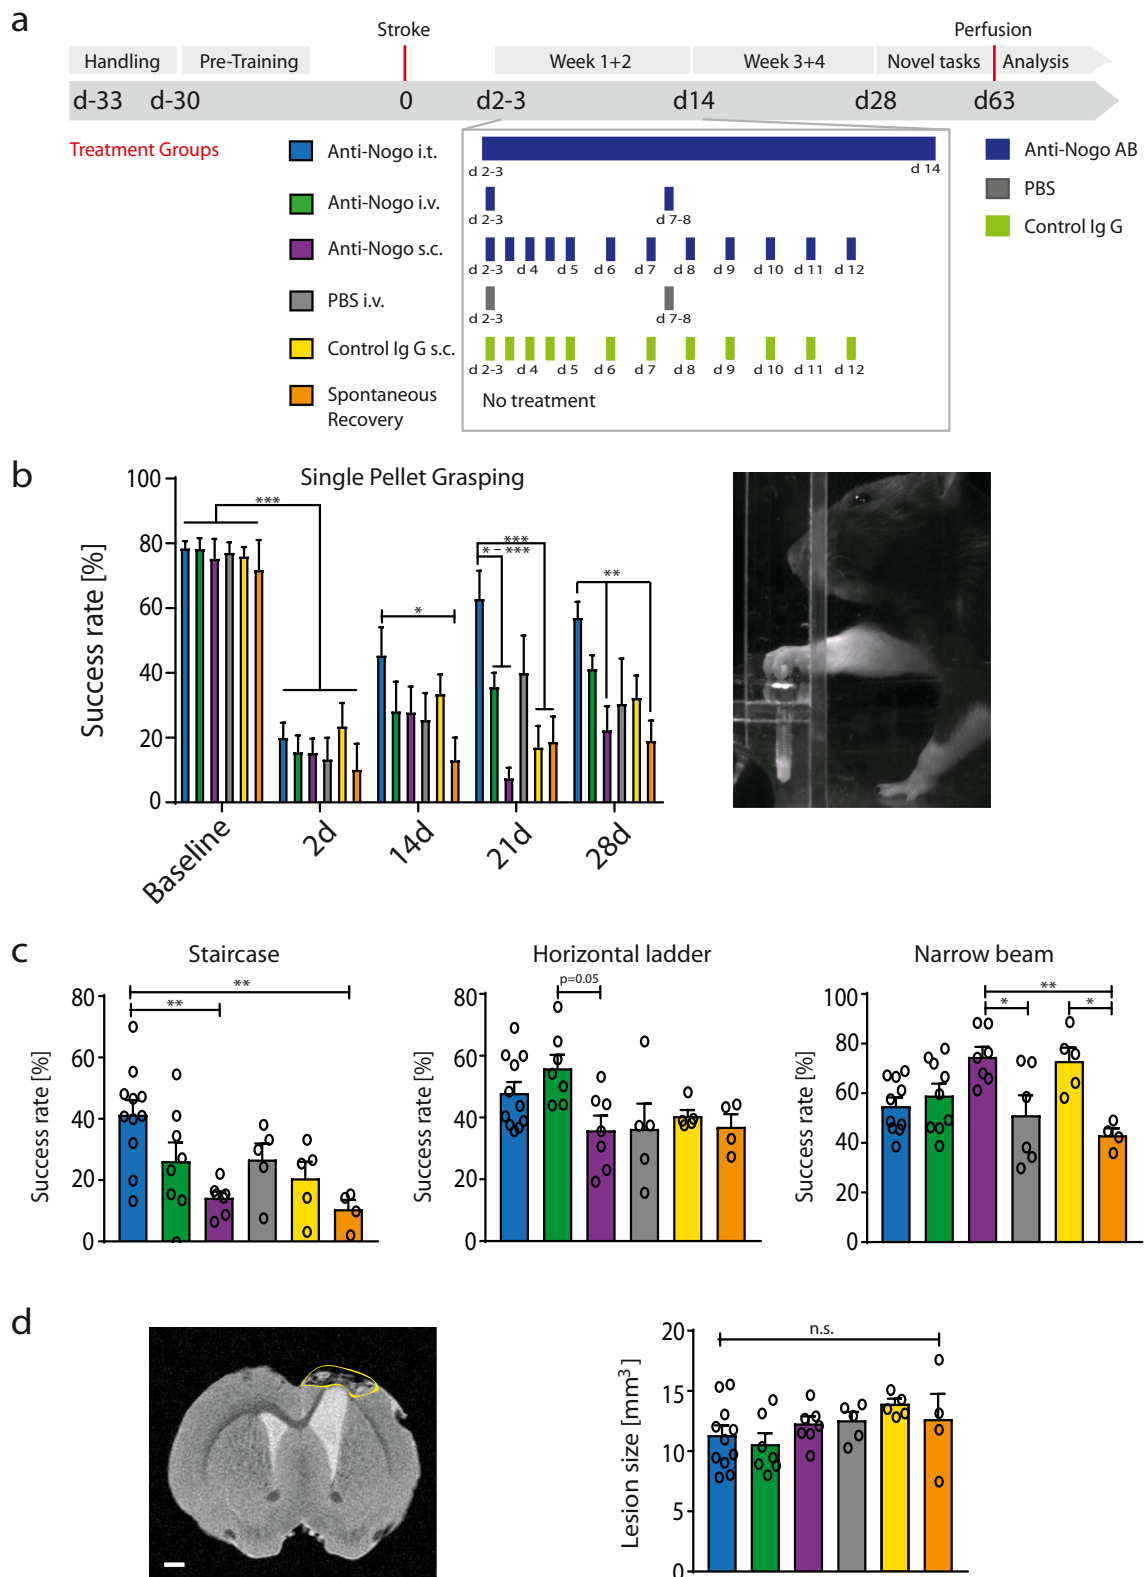 a
Stroke
Perfusion
Handling
Pre-Training
Week 1+2
Week 3+4
Novel tasks
Analysis
d-33
d-30
0
d2-3
d14
d28
d63
Treatment Groups
Anti-Nogo i.t.
Anti-Nogo i.v.
Anti-Nogo s.c.
PBS i.v.
Control Ig G s.c.
Spontaneous
Recovery
d 2-3
d 14
d 2-3
d 7-8
d 2-3
d 4
d 5
d 6
d 7
d 8
d 9
d 10
d 11
d 12
d 2-3
d 7-8
d 2-3
d 4
d 5
d 6
d 7
d 8
d 9
d 10
d 11
d 12
No treatment
Anti-Nogo AB
PBS
Control Ig G
b
Single Pellet Grasping
Success rate [%]
100
80
60
40
20
0
***
*
***
* – ***
**
Baseline
2d
14d
21d
28d
c
Staircase
Success rate [%]
80
60
40
20
0
**
**
Horizontal ladder
Success rate [%]
80
60
40
20
0
p=0.05
Narrow beam
Success rate [%]
100
80
60
40
20
0
**
*
*
d
Lesion size [mm³]
20
15
10
5
0
n.s.